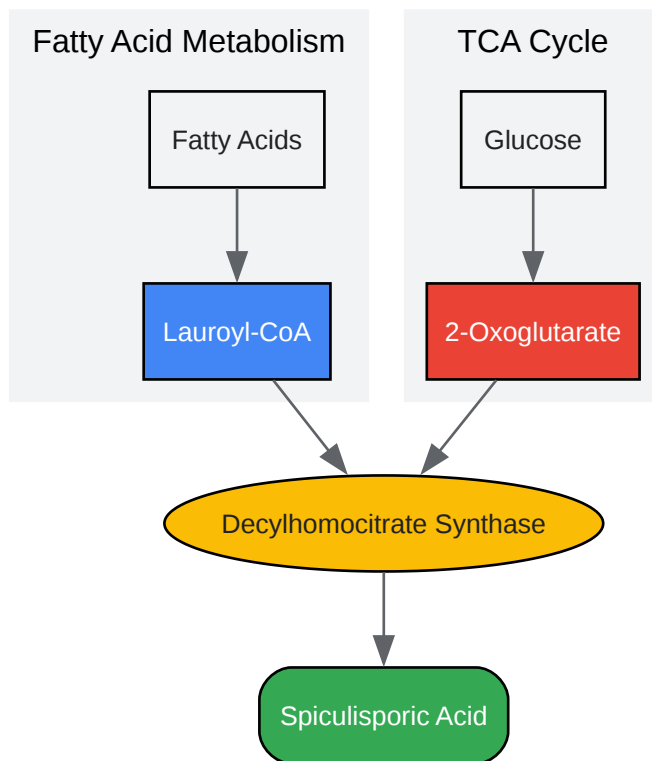 Fatty Acid Metabolism
TCA Cycle
Fatty Acids
Glucose
Lauroyl-CoA
2-Oxoglutarate
Decylhomocitrate Synthase
Spiculisporic Acid